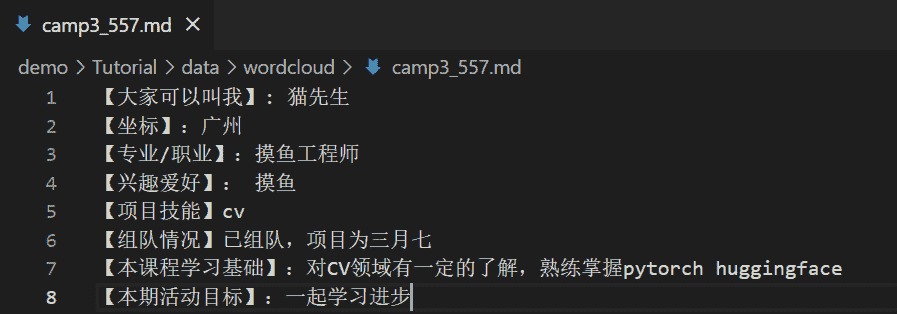 camp3_557.md ×
demo > Tutorial > data > wordcloud > camp3_557.md
1 【大家可以叫我】: 猫先生
2 【坐标】：广州
3 【专业/职业】：摸鱼工程师
4 【兴趣爱好】： 摸鱼
5 【项目技能】cv
6 【组队情况】已组队，项目为三月七
7 【本课程学习基础】：对CV领域有一定的了解，熟练掌握pytorch huggingface
8 【本期活动目标】：一起学习进步